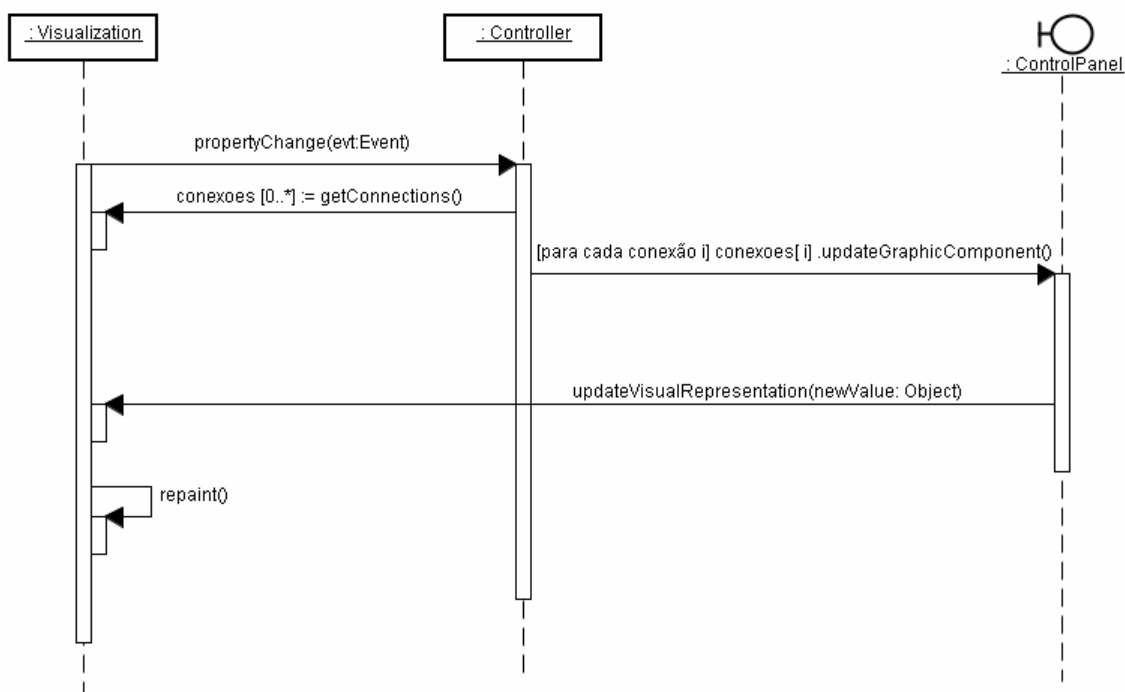 : Visualization
: Controller
: ControlPanel
propertyChange(evt:Event)
conexoes [0..*] := getConnections()
[para cada conexão i] conexoes[ i] .updateGraphicComponent()
updateVisualRepresentation(newValue: Object)
repaint()